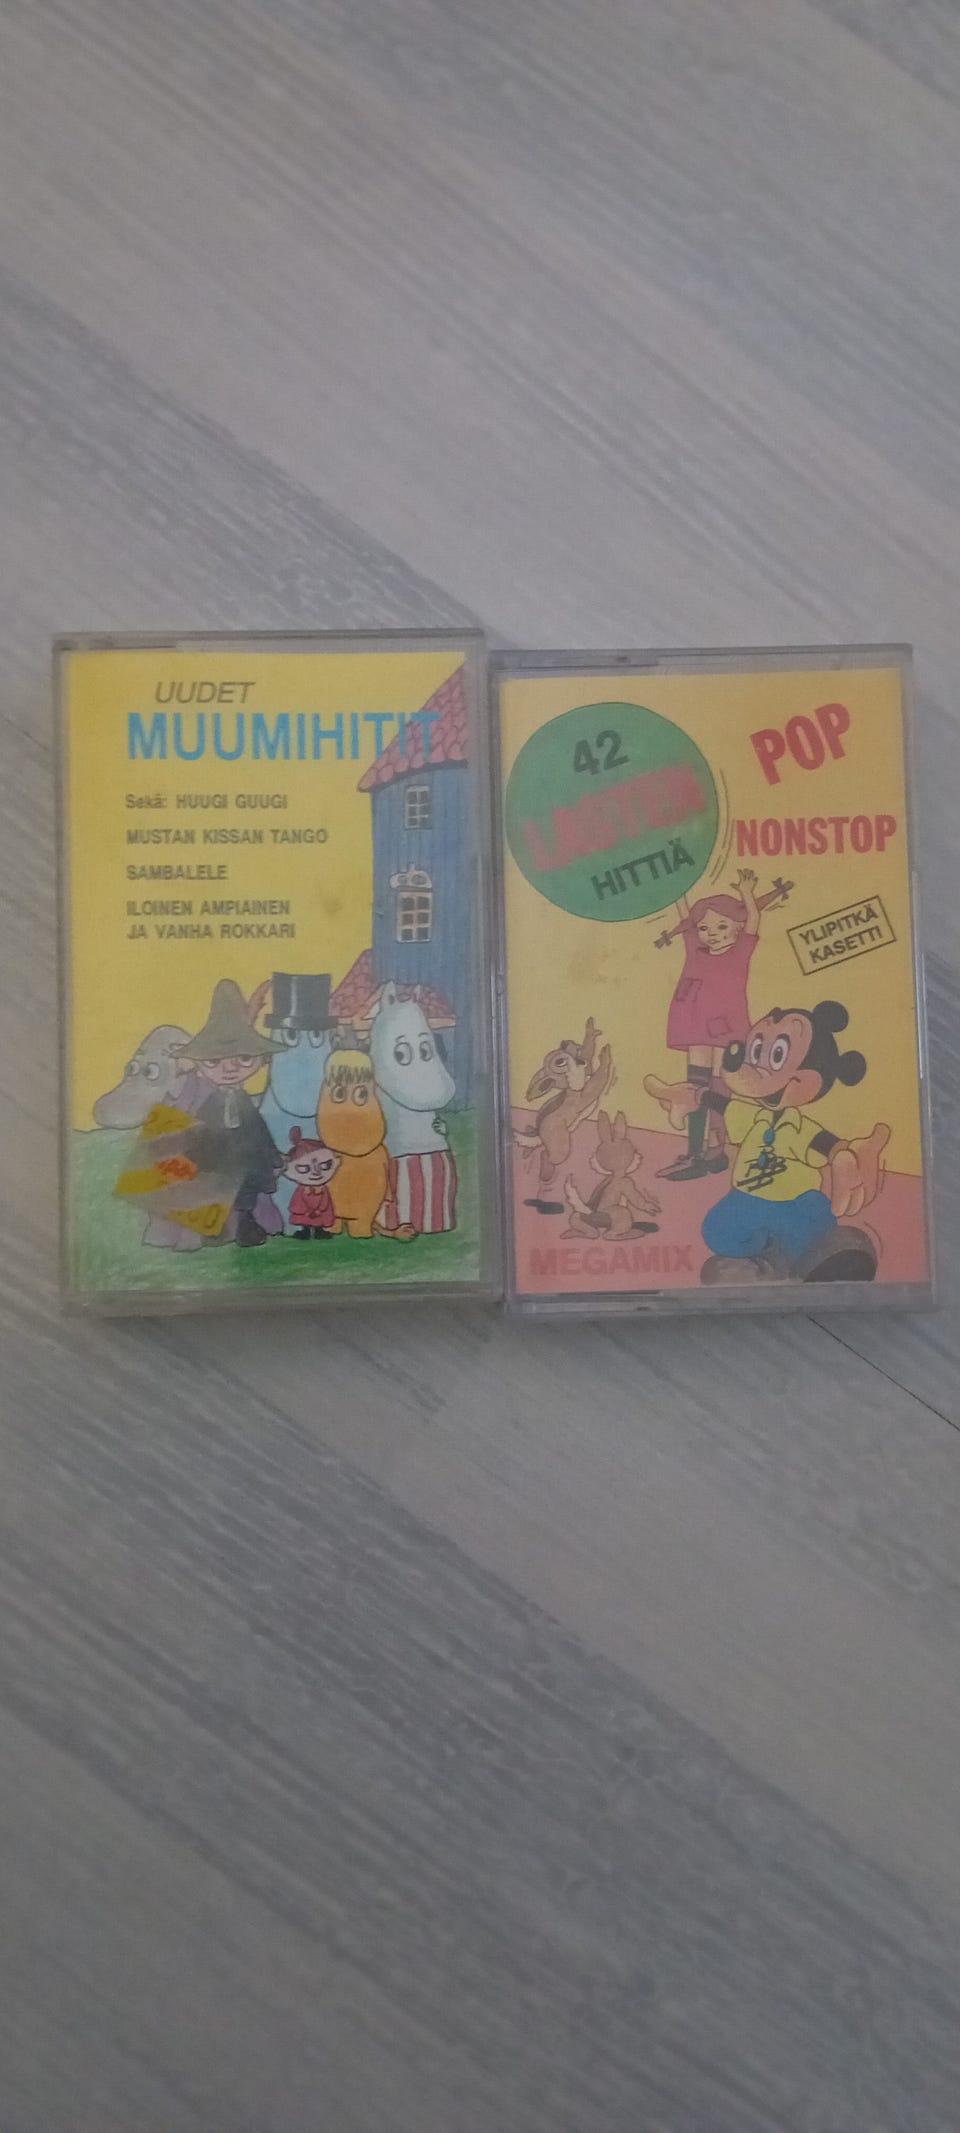 UUDET
MUUMIHITIT
Sekä: HUUGI GUUGI
MUSTAN KISSAN TANGO
SAMBALELE
ILOINEN AMPIAINEN
JA VANHA ROKKARI
42
LASTEN
HITTIÄ
POP
NONSTOP
YLIPITKÄ
KASETTI
MEGAMIX